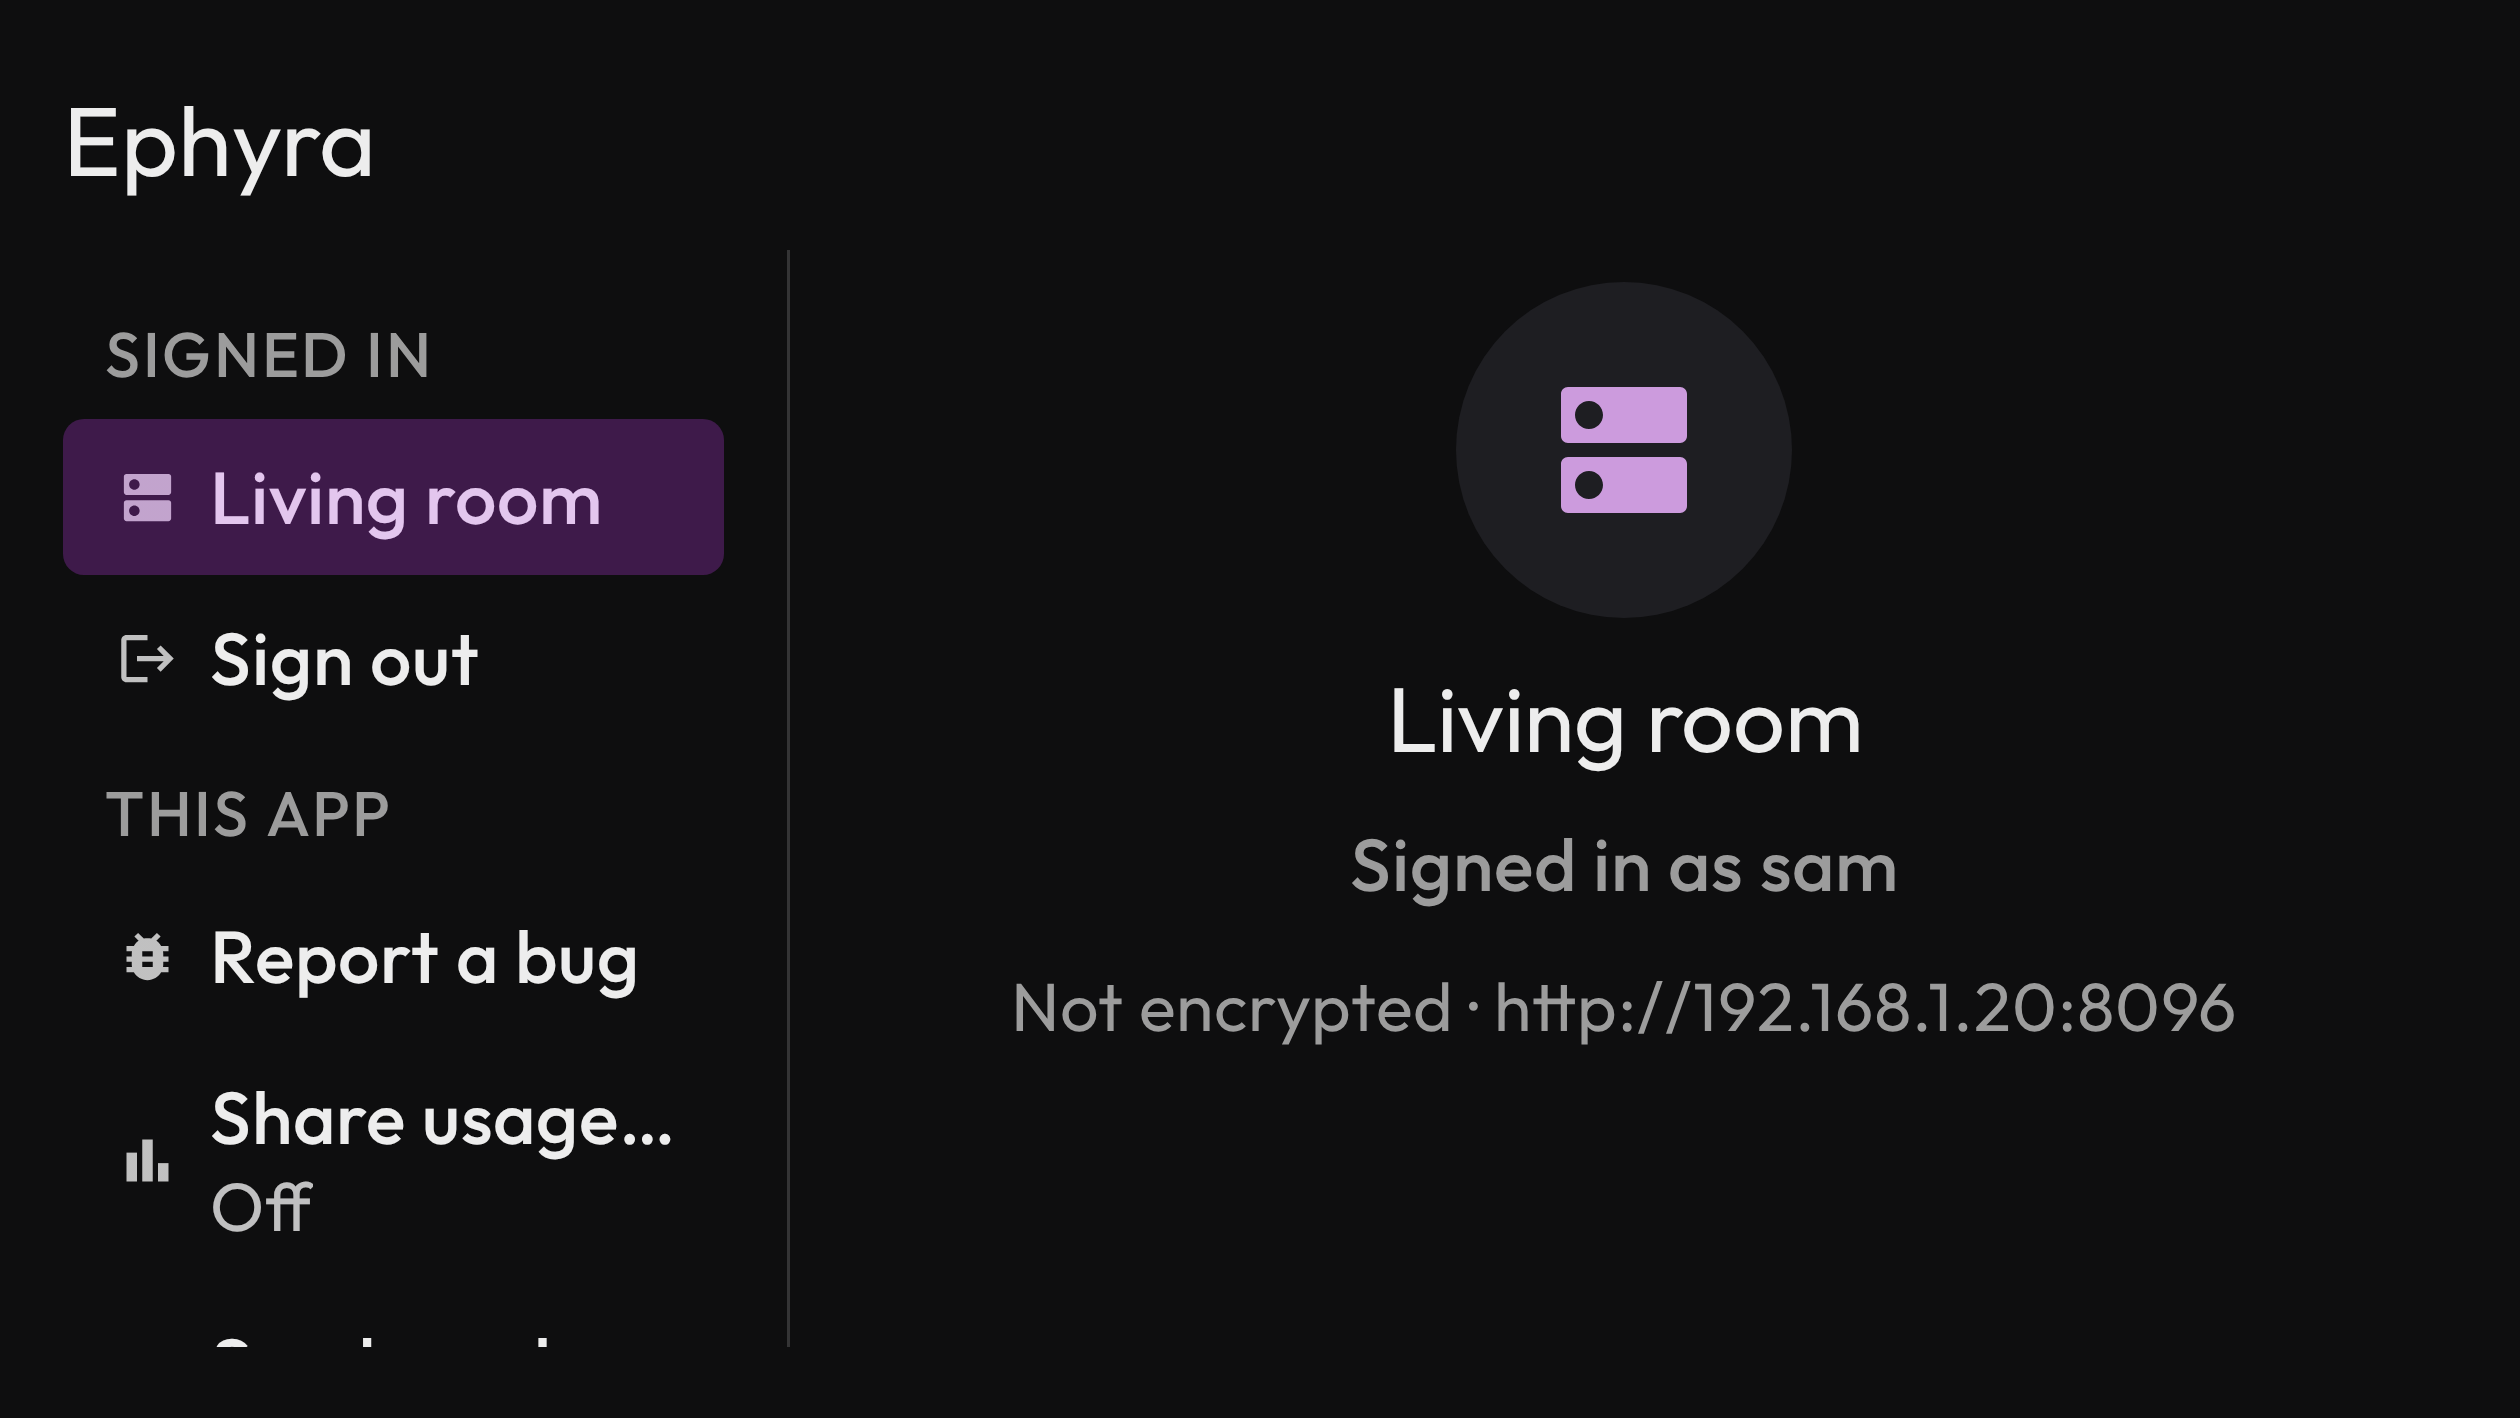 Ephyra
SIGNED IN
Living room
Sign out
THIS APP
Report a bug
Share usage...
Off
Living room
Signed in as sam
Not encrypted · http://192.168.1.20:8096